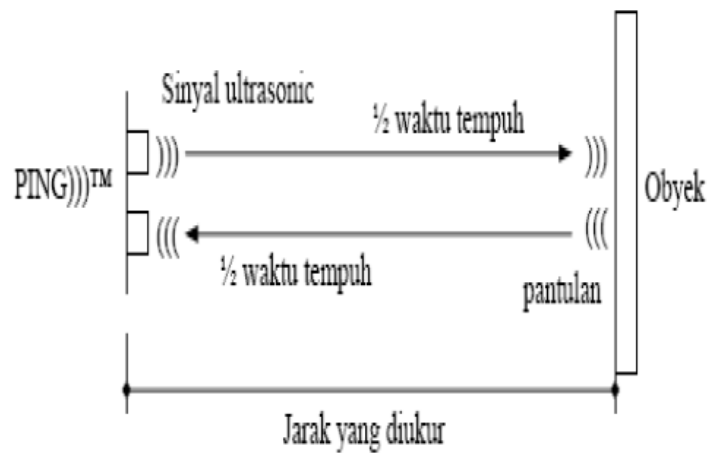 Sinyal ultrasonic
½ waktu tempuh
))) )))
PING)))™
Obyek
((( (((
½ waktu tempuh
pantulan
Jarak yang diukur